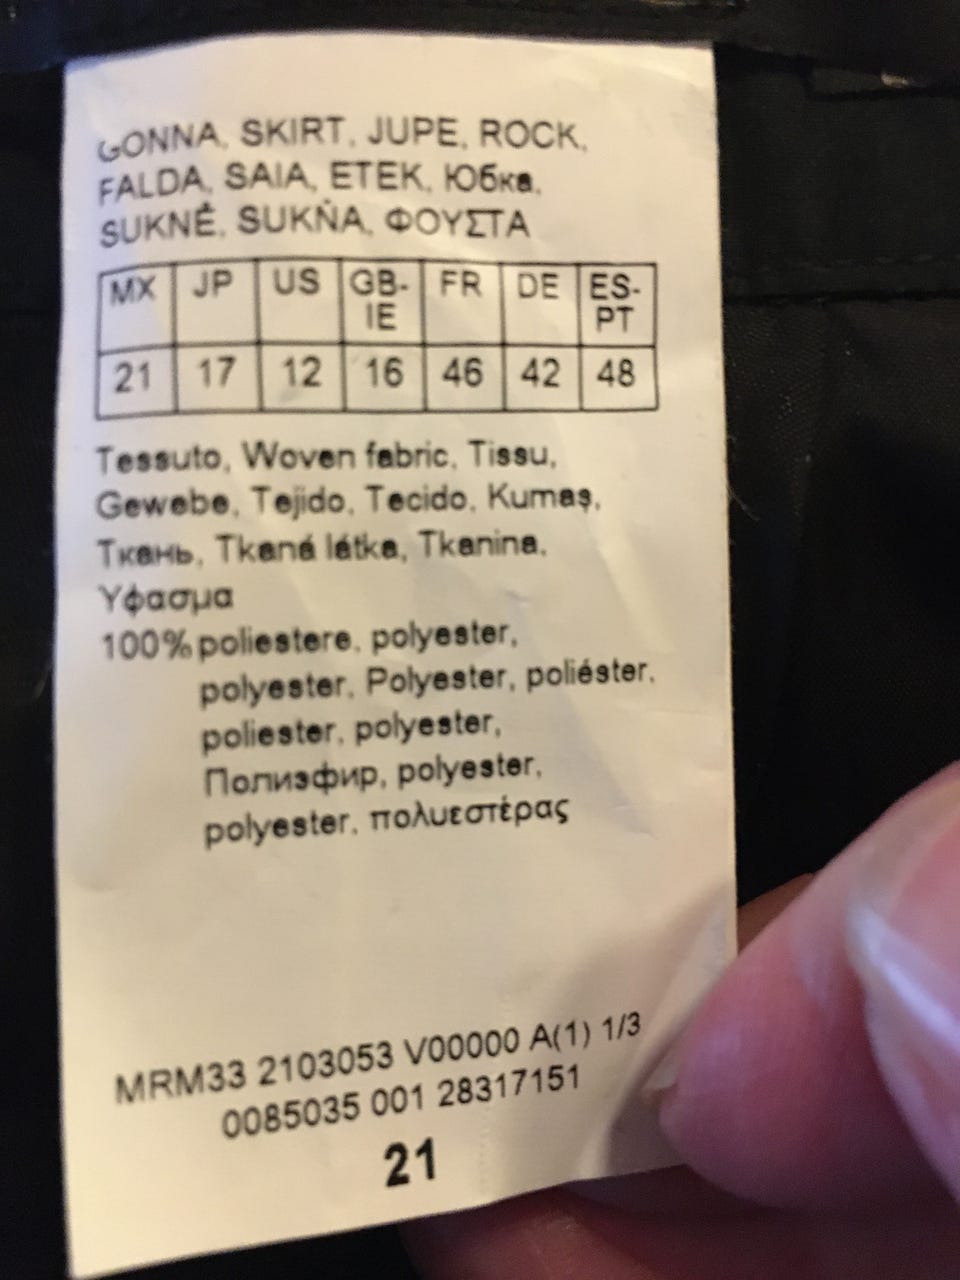 GONNA, SKIRT, JUPE, ROCK,
FALDA, SAIA, ETEK, Юбка,
SUKNĚ, SUKŇA, ΦΟΥΣΤΑ
MX JP US GB-IE FR DE ES-PT
21 17 12 16 46 42 48
Tessuto, Woven fabric, Tissu,
Gewebe, Tejido, Tecido, Kumaş,
Ткань, Tkaná látka, Tkanina,
Υφασμα
100% poliestere, polyester,
polyester, Polyester, poliéster,
poliester, polyester,
Полиэфир, polyester,
polyester, πολυεστέρας
MRM33 2103053 V00000 A(1) 1/3
0085035 001 28317151
21